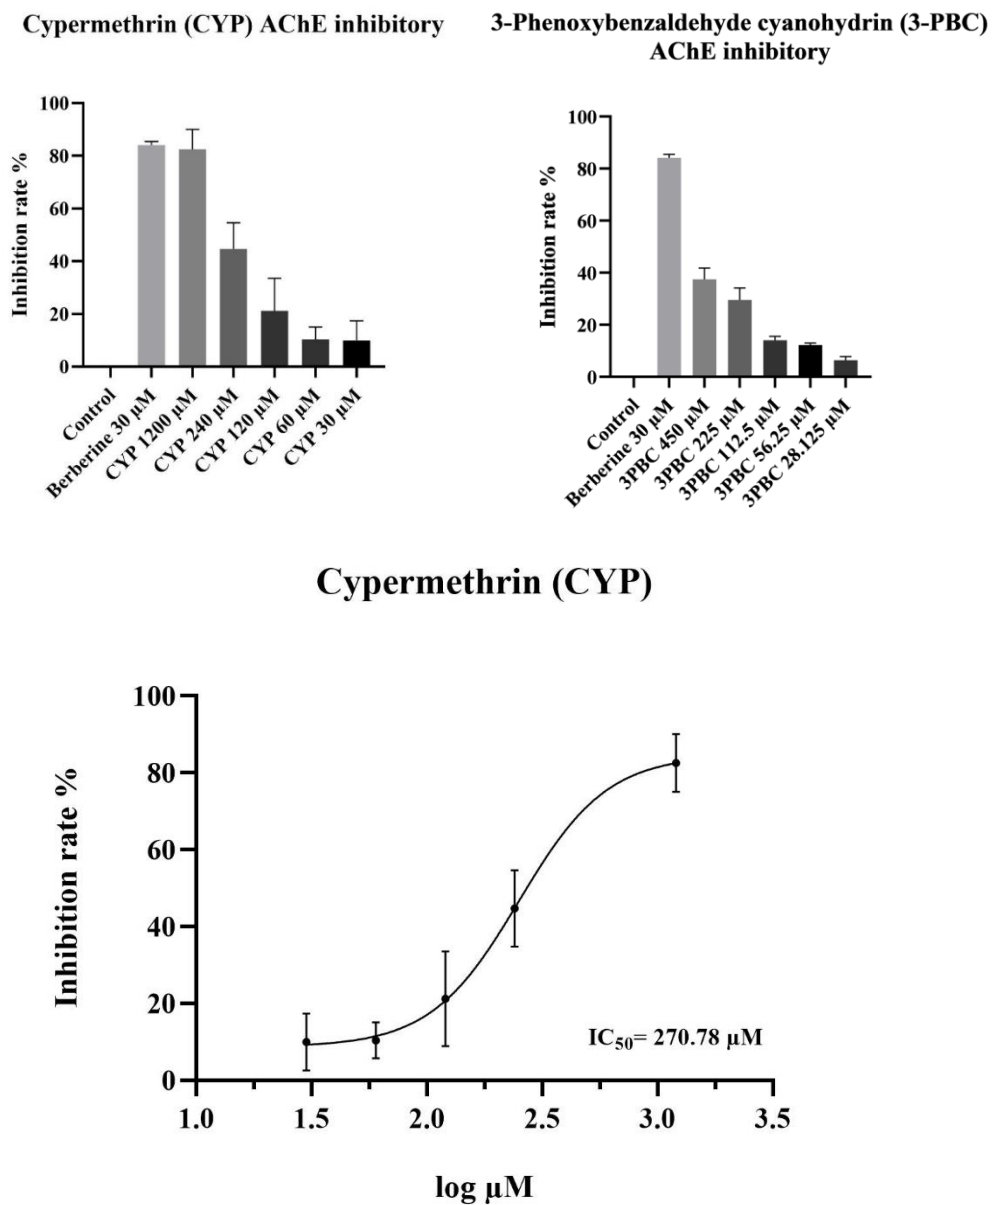 Cypermethrin (CYP) AChE inhibitory
100
80
60
40
20
0
Inhibition rate %
Control
Berberine 30 µM
CYP 1200 µM
CYP 240 µM
CYP 120 µM
CYP 60 µM
CYP 30 µM
3-Phenoxybenzaldehyde cyanohydrin (3-PBC)
AChE inhibitory
100
80
60
40
20
0
Inhibition rate %
Control
Berberine 30 µM
3PBC 450 µM
3PBC 225 µM
3PBC 112.5 µM
3PBC 56.25 µM
3PBC 28.125 µM
Cypermethrin (CYP)
100
80
60
40
20
0
Inhibition rate %
IC₅₀= 270.78 µM
1.0 1.5 2.0 2.5 3.0 3.5
log µM